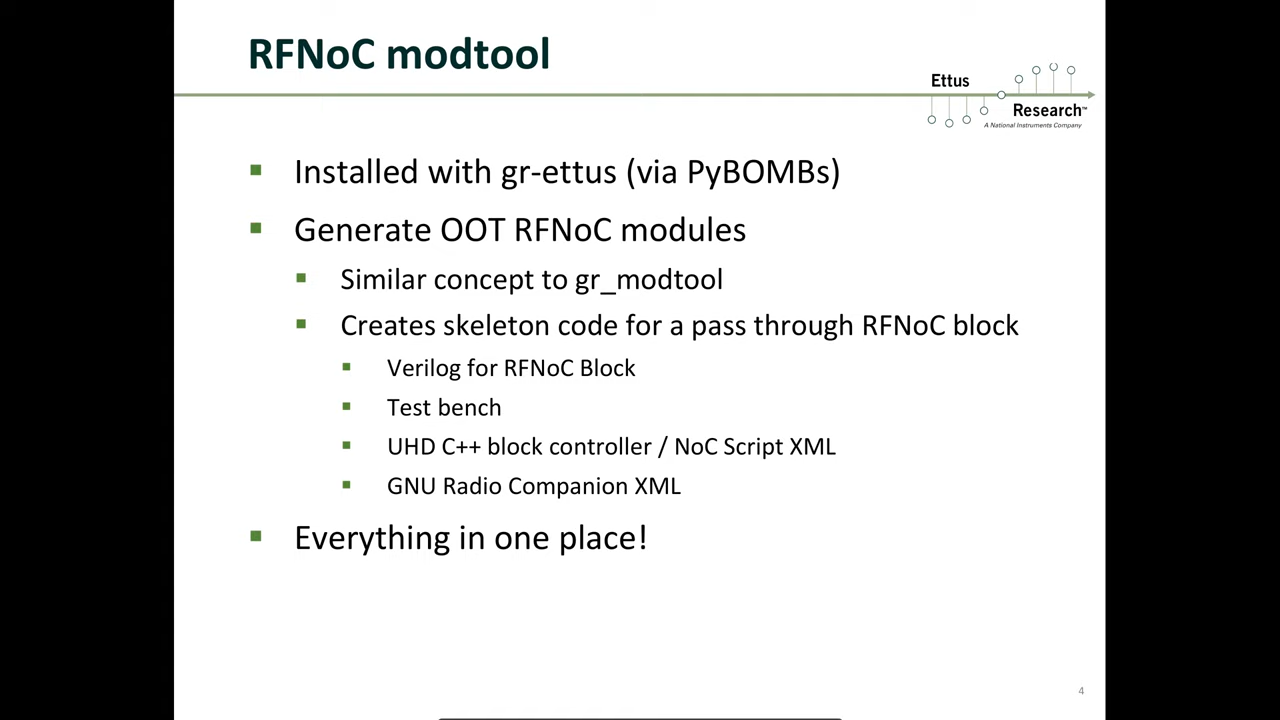 RFNoC modtool
Ettus
Research™
A National Instruments Company
Installed with gr-ettus (via PyBOMBs)
Generate OOT RFNoC modules
Similar concept to gr_modtool
Creates skeleton code for a pass through RFNoC block
Verilog for RFNoC Block
Test bench
UHD C++ block controller / NoC Script XML
GNU Radio Companion XML
Everything in one place!
4